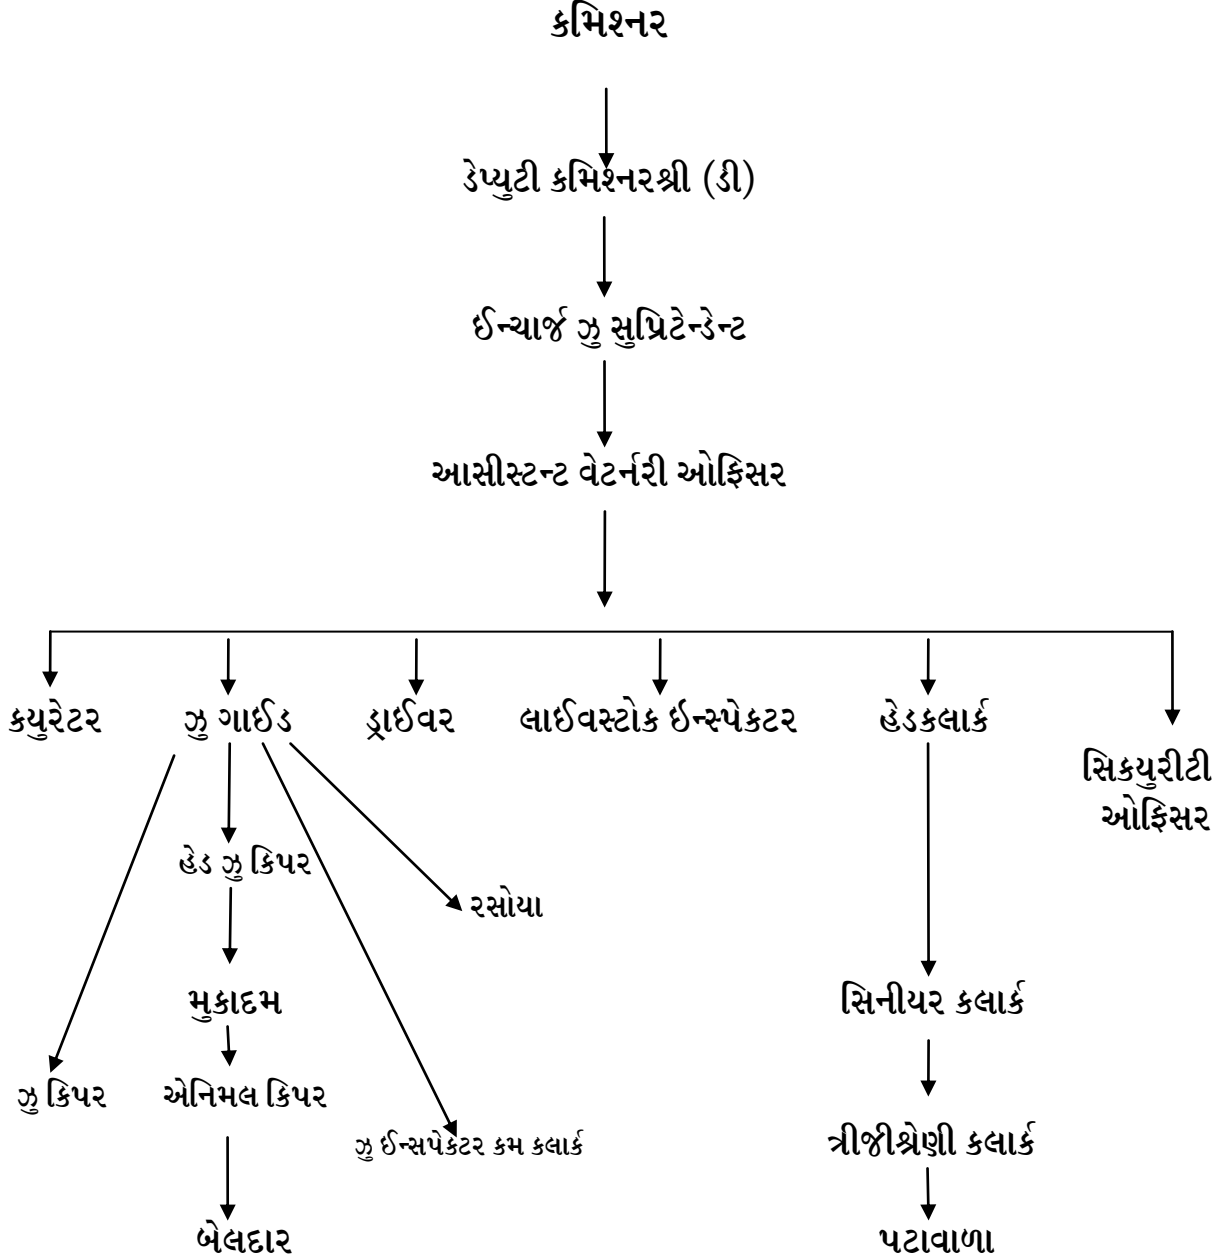 કમિશ્નર
ડેપ્યુટી કમિશ્નરશ્રી (ડી)
ઈન્ચાર્જ ઝુ સુપ્રિટેન્ડેન્ટ
આસીસ્ટન્ટ વેટર્નરી ઓફિસર
કયુરેટર
ઝુ ગાઈડ
ડ્રાઈવર
લાઈવસ્ટોક ઇન્સ્પેકટર
હેડકલાર્ક
સિકયુરીટી
ઓફિસર
હેડ ઝુ કિપર
રસોયા
મુકાદમ
સિનીયર કલાર્ક
ઝુ કિપર
એનિમલ કિપર
ઝુ ઈન્સપેકટર કમ કલાર્ક
ત્રીજીશ્રેણી કલાર્ક
બેલદાર
પટાવાળા